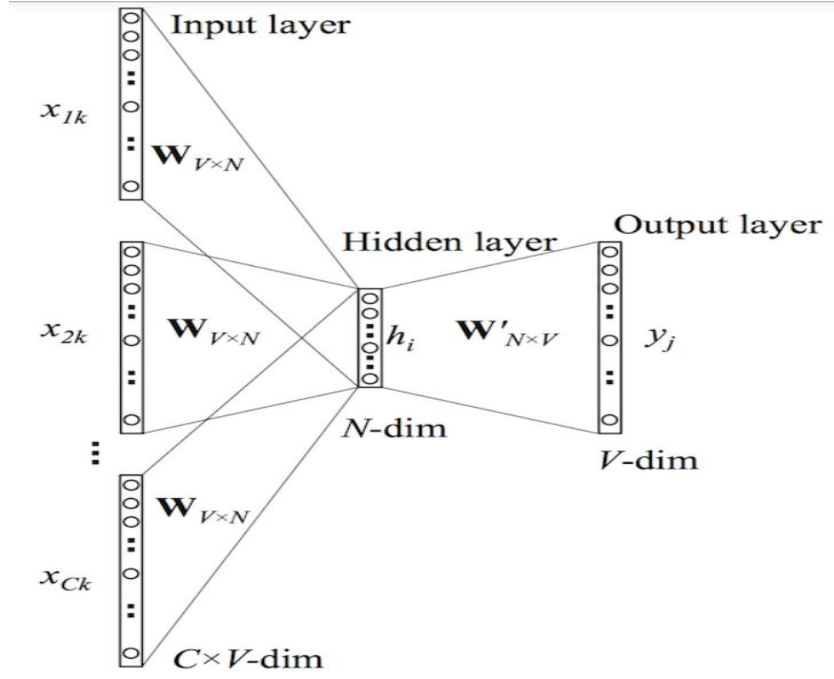 Input layer
x1k
WV×N
Hidden layer
Output layer
x2k
WV×N
hi
W'N×V
yj
N-dim
V-dim
WV×N
xCk
C×V-dim